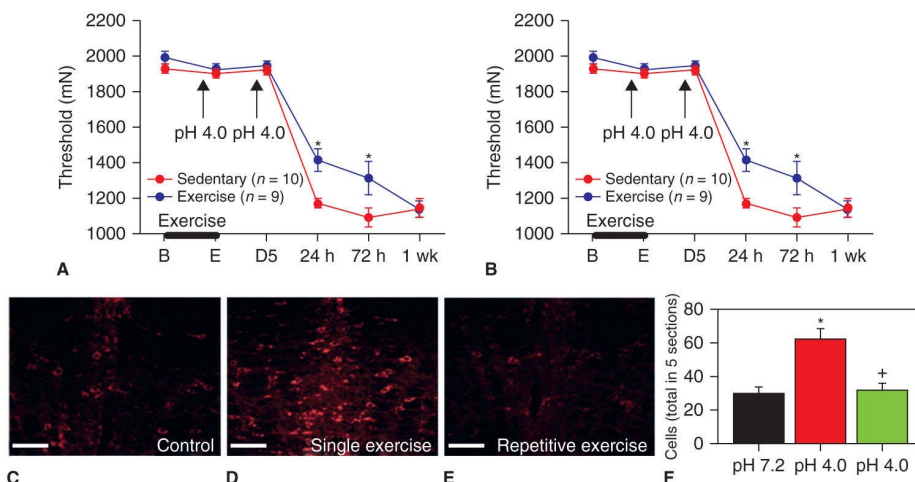 2200
2000
1800
1600
1400
1200
1000
Threshold (mN)
pH 4.0 pH 4.0
* *
Sedentary (n = 10)
Exercise (n = 9)
Exercise
B E D5 24 h 72 h 1 wk
A
2200
2000
1800
1600
1400
1200
1000
Threshold (mN)
pH 4.0 pH 4.0
* *
Sedentary (n = 10)
Exercise (n = 9)
Exercise
B E D5 24 h 72 h 1 wk
B
Control
C
Single exercise
D
Repetitive exercise
E
80
60
40
20
0
Cells (total in 5 sections)
*
+
pH 7.2 pH 4.0 pH 4.0
F